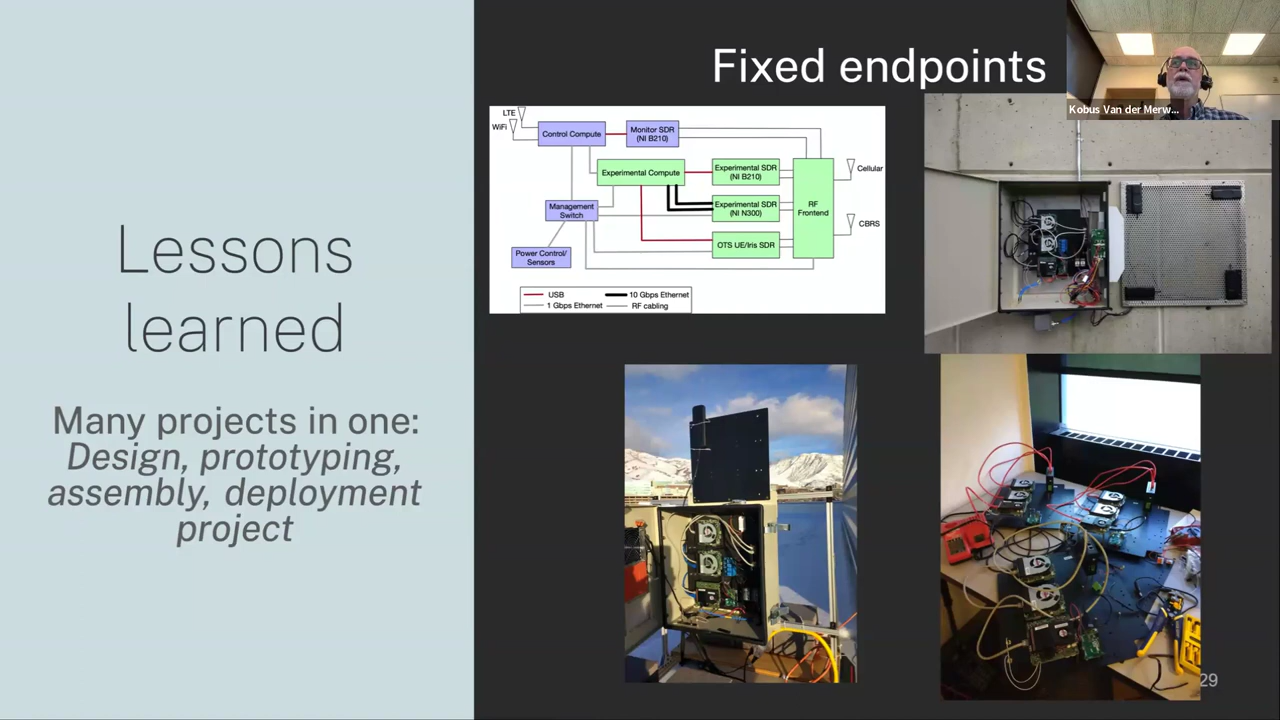 Lessons
learned
Many projects in one:
Design, prototyping,
assembly, deployment
project
Fixed endpoints
Kobus Van der Merw...
LTE
WiFi
Control Compute
Monitor SDR
(NI B210)
Experimental Compute
Experimental SDR
(NI B210)
Cellular
Management
Switch
Experimental SDR
(NI N300)
RF
Frontend
CBRS
Power Control/
Sensors
OTS UE/Iris SDR
USB
10 Gbps Ethernet
1 Gbps Ethernet
RF cabling
29